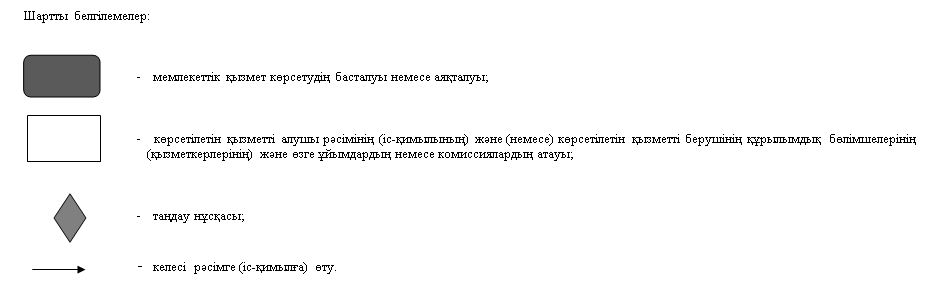 Шартты белгілемелер:
- мемлекеттік қызмет көрсетудің басталуы немесе аяқталуы;
- көрсетілетін қызметті алушы рәсімінің (іс-қимылының) және (немесе) көрсетілетін қызметті берушінің құрылымдық бөлімшелерінің
(қызметкерлерінің) және өзге ұйымдардың немесе комиссиялардың атауы;
- таңдау нұсқасы;
- келесі рәсімге (іс-қимылға) өту.